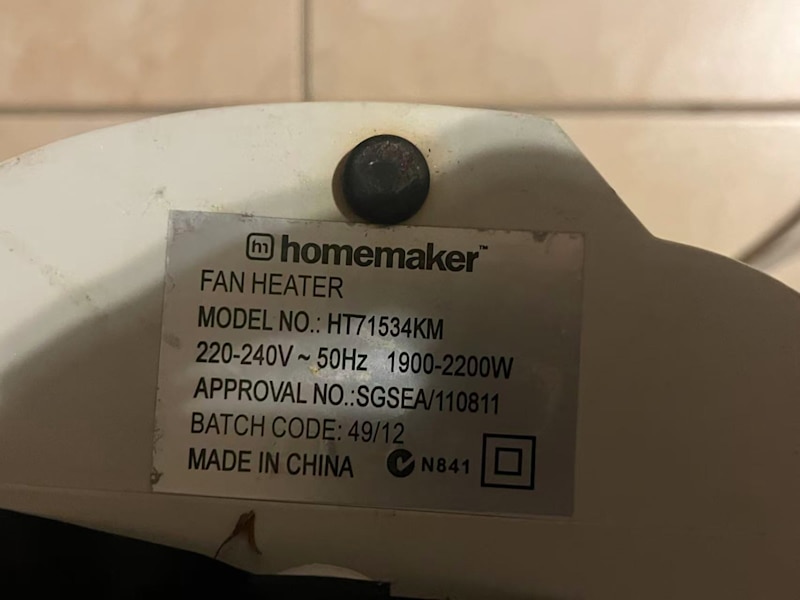 h1 homemaker™
FAN HEATER
MODEL NO.: HT71534KM
220-240V ~ 50Hz 1900-2200W
APPROVAL NO.:SGSEA/110811
BATCH CODE: 49/12
MADE IN CHINA N841